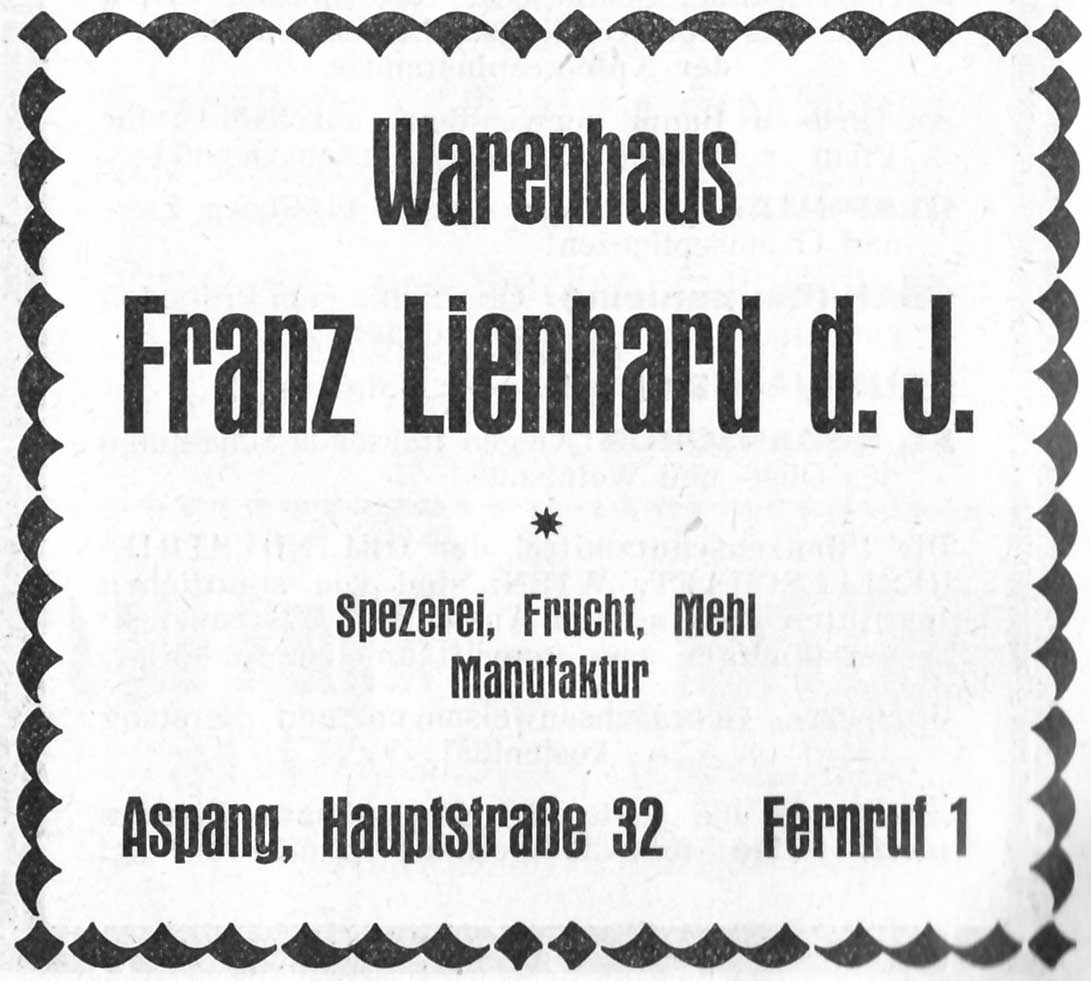 Warenhaus
Franz Lienhard d. J.
Spezerei, Frucht, Mehl
Manufaktur
Aspang, Hauptstraße 32 Fernruf 1